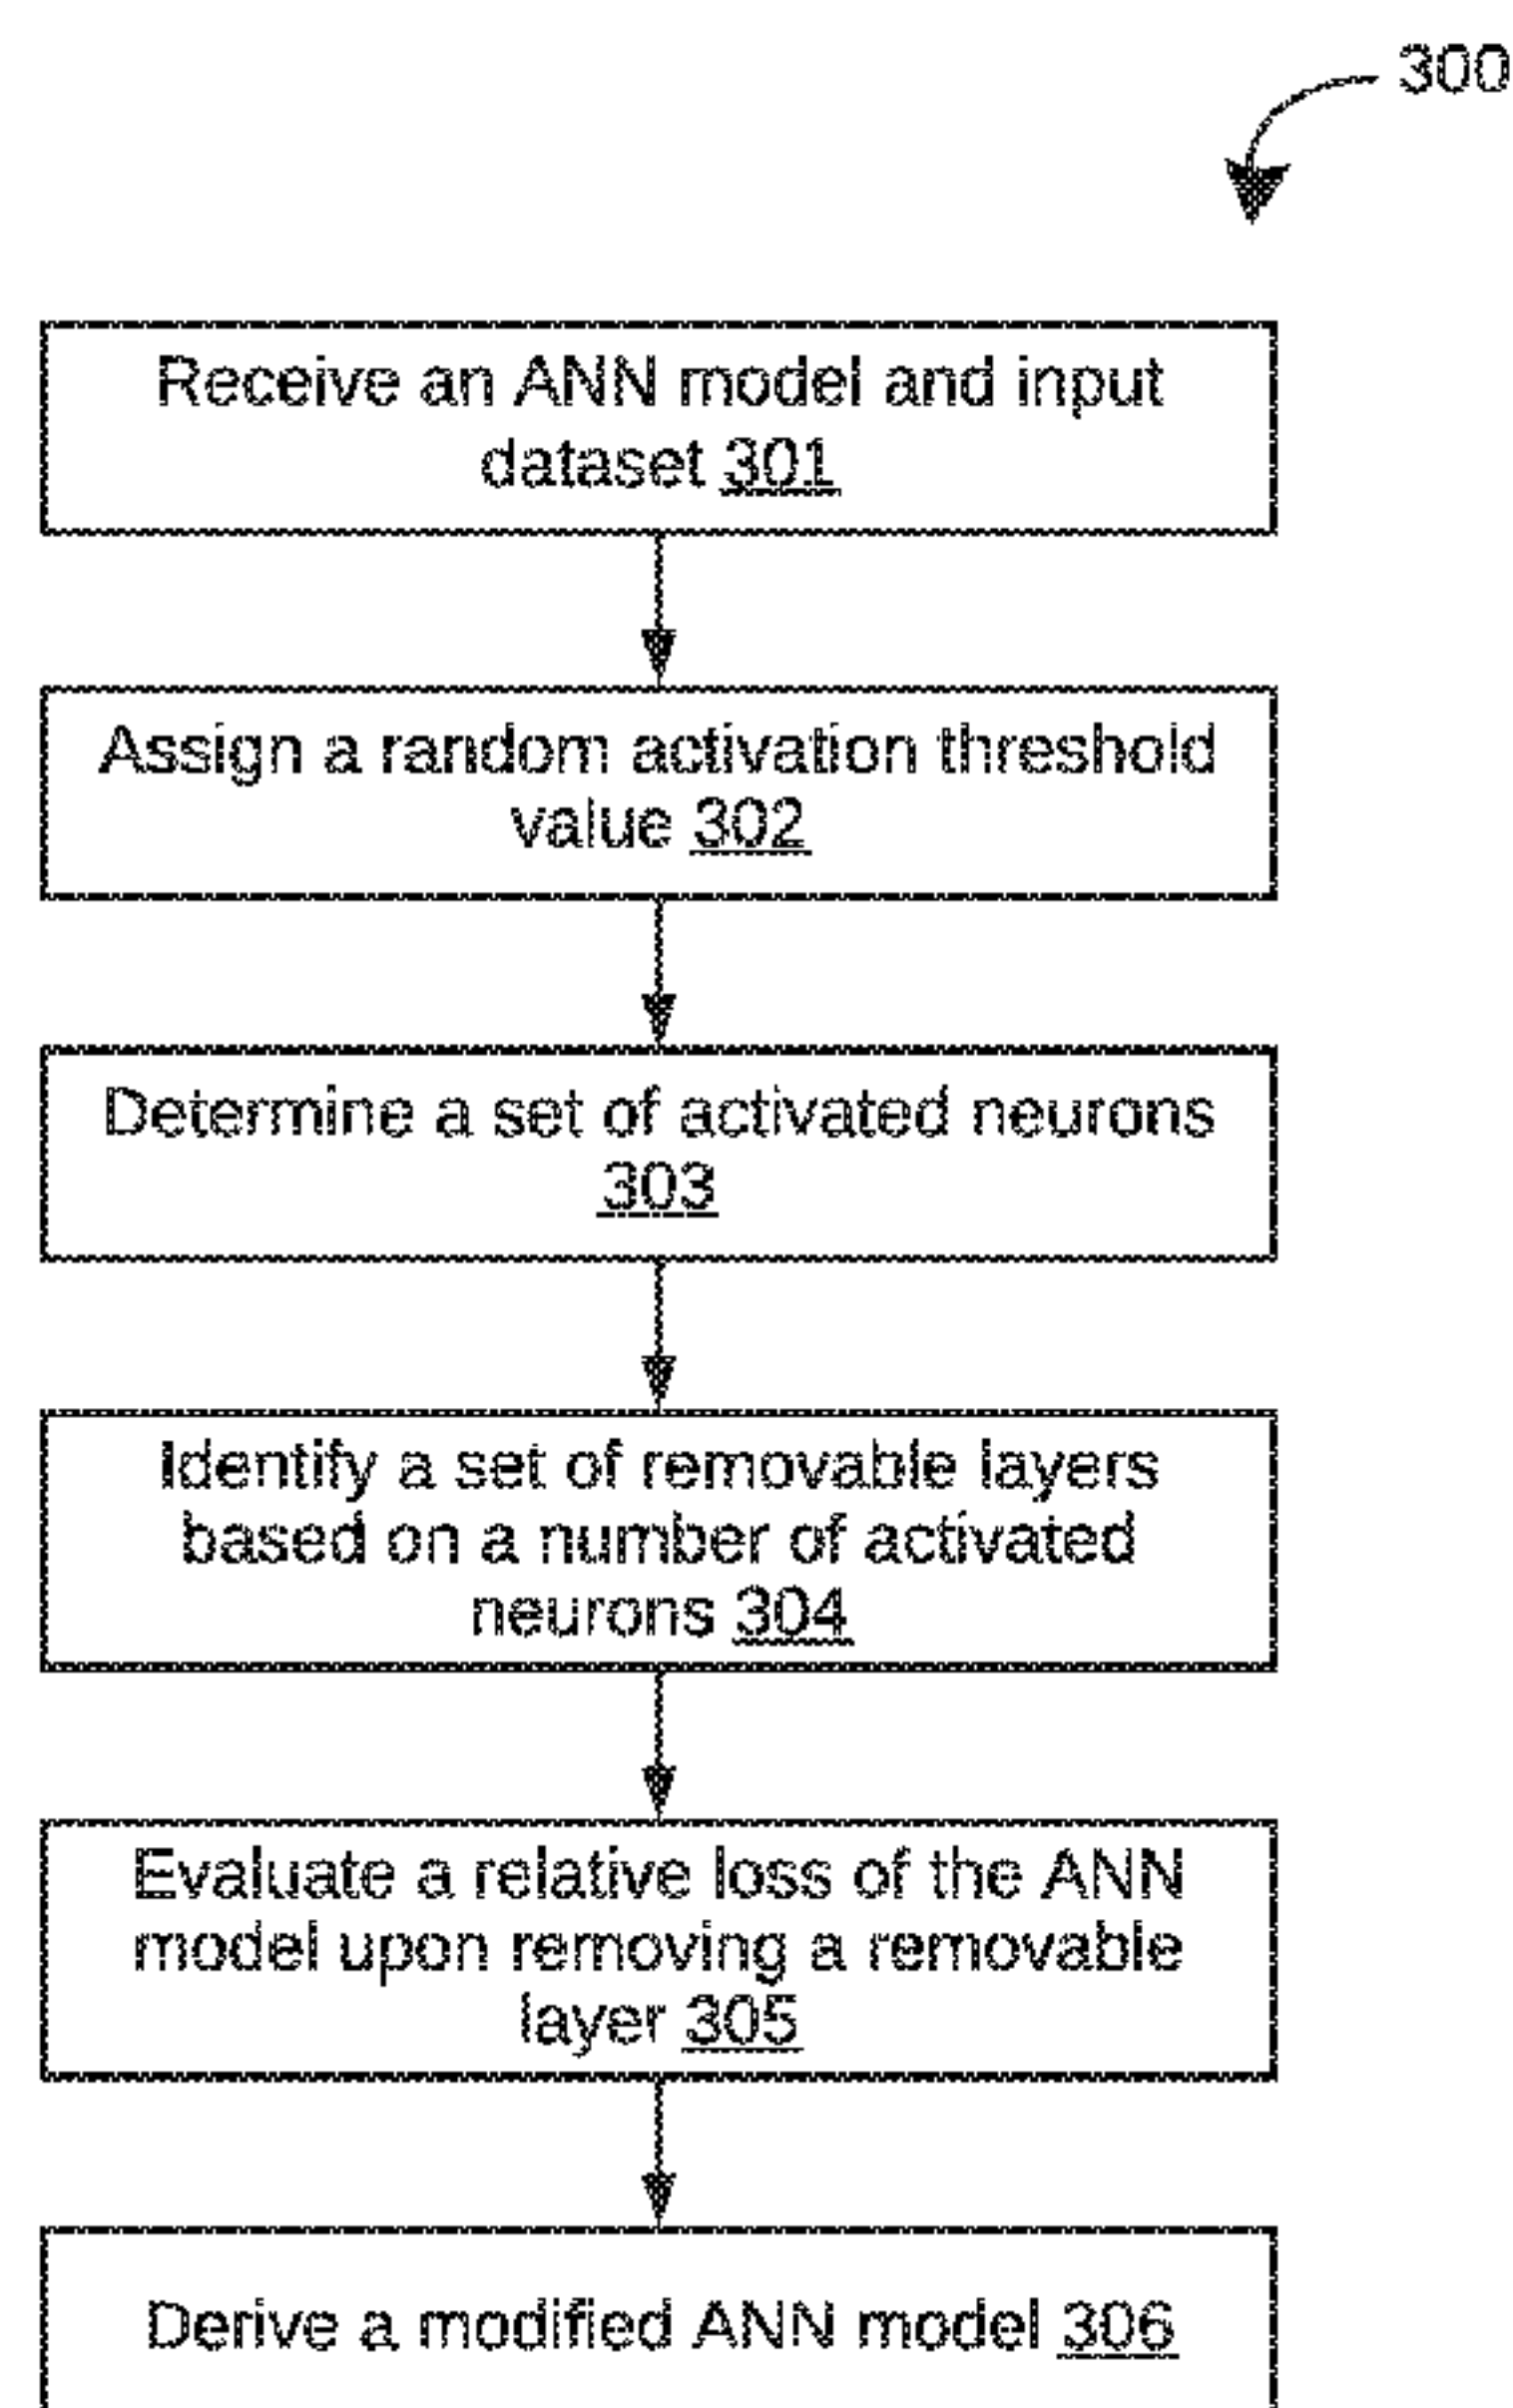 300
Receive an ANN model and input
dataset 301
Assign a random activation threshold
value 302
Determine a set of activated neurons
303
Identify a set of removable layers
based on a number of activated
neurons 304
Evaluate a relative loss of the ANN
model upon removing a removable
layer 305
Derive a modified ANN model 306